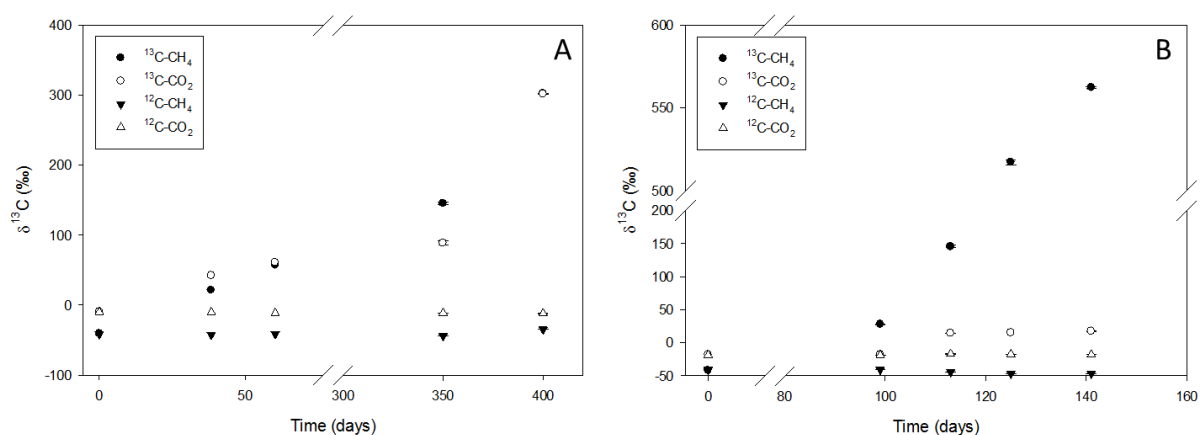 A
¹³C-CH₄
¹³C-CO₂
¹²C-CH₄
¹²C-CO₂
400
300
200
100
0
-100
δ¹³C (‰)
0 50 300 350 400
Time (days)
B
¹³C-CH₄
¹³C-CO₂
¹²C-CH₄
¹²C-CO₂
600
550
500
200
150
100
50
0
-50
δ¹³C (‰)
0 80 100 120 140 160
Time (days)